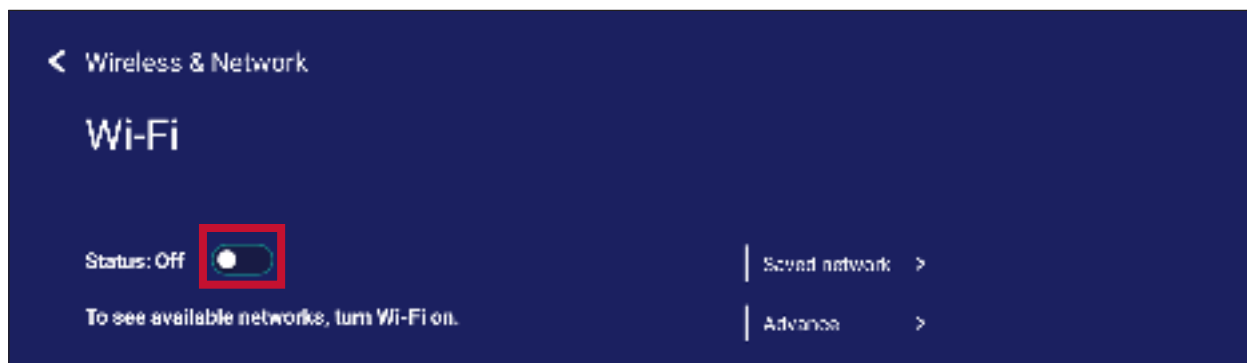 Wireless & Network
Wi-Fi
Status: Off
Saved network
To see available networks, turn Wi-Fi on.
Advance